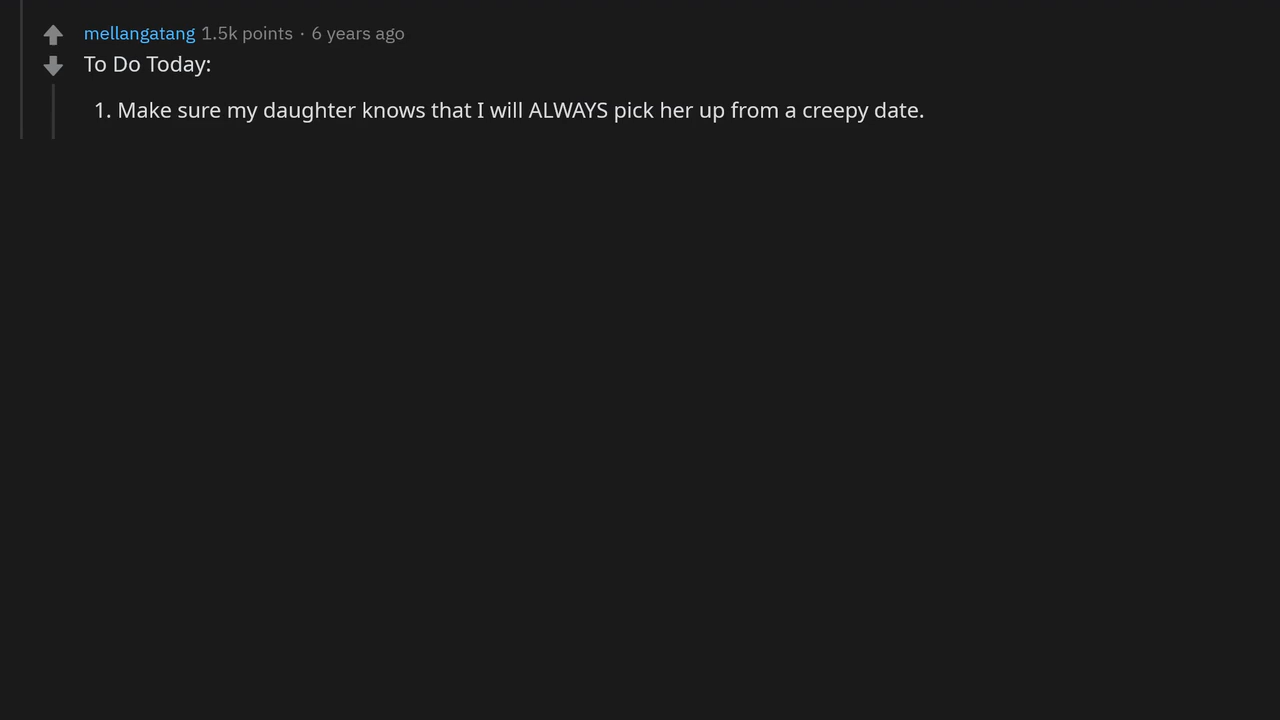 mellangatang 1.5k points · 6 years ago
To Do Today:
1. Make sure my daughter knows that I will ALWAYS pick her up from a creepy date.